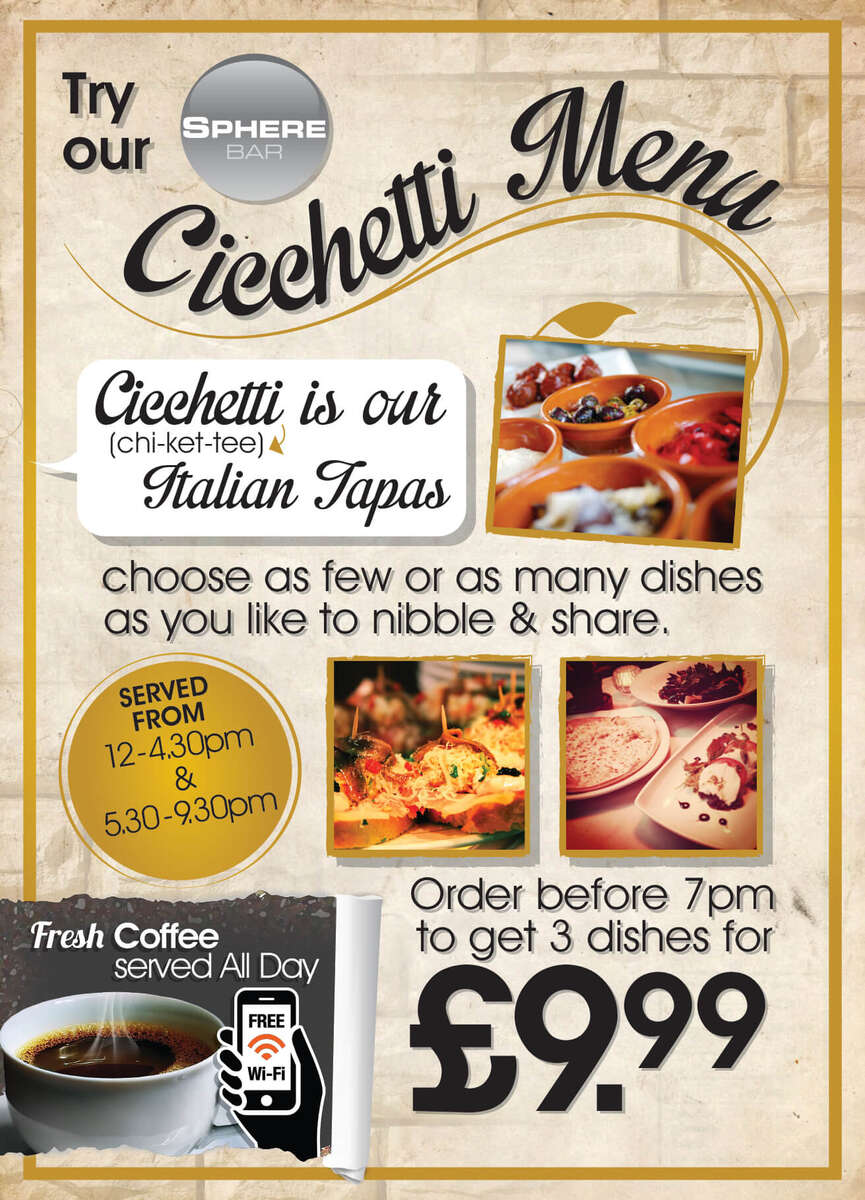 Try
our
SPHERE
BAR
Cicchetti Menu
Cicchetti is our
(chi-ket-tee)
Italian Tapas
choose as few or as many dishes
as you like to nibble & share.
SERVED
FROM
12-4.30pm
&
5.30-9.30pm
Order before 7pm
to get 3 dishes for
£9.99
Fresh Coffee
served All Day
FREE
Wi-Fi